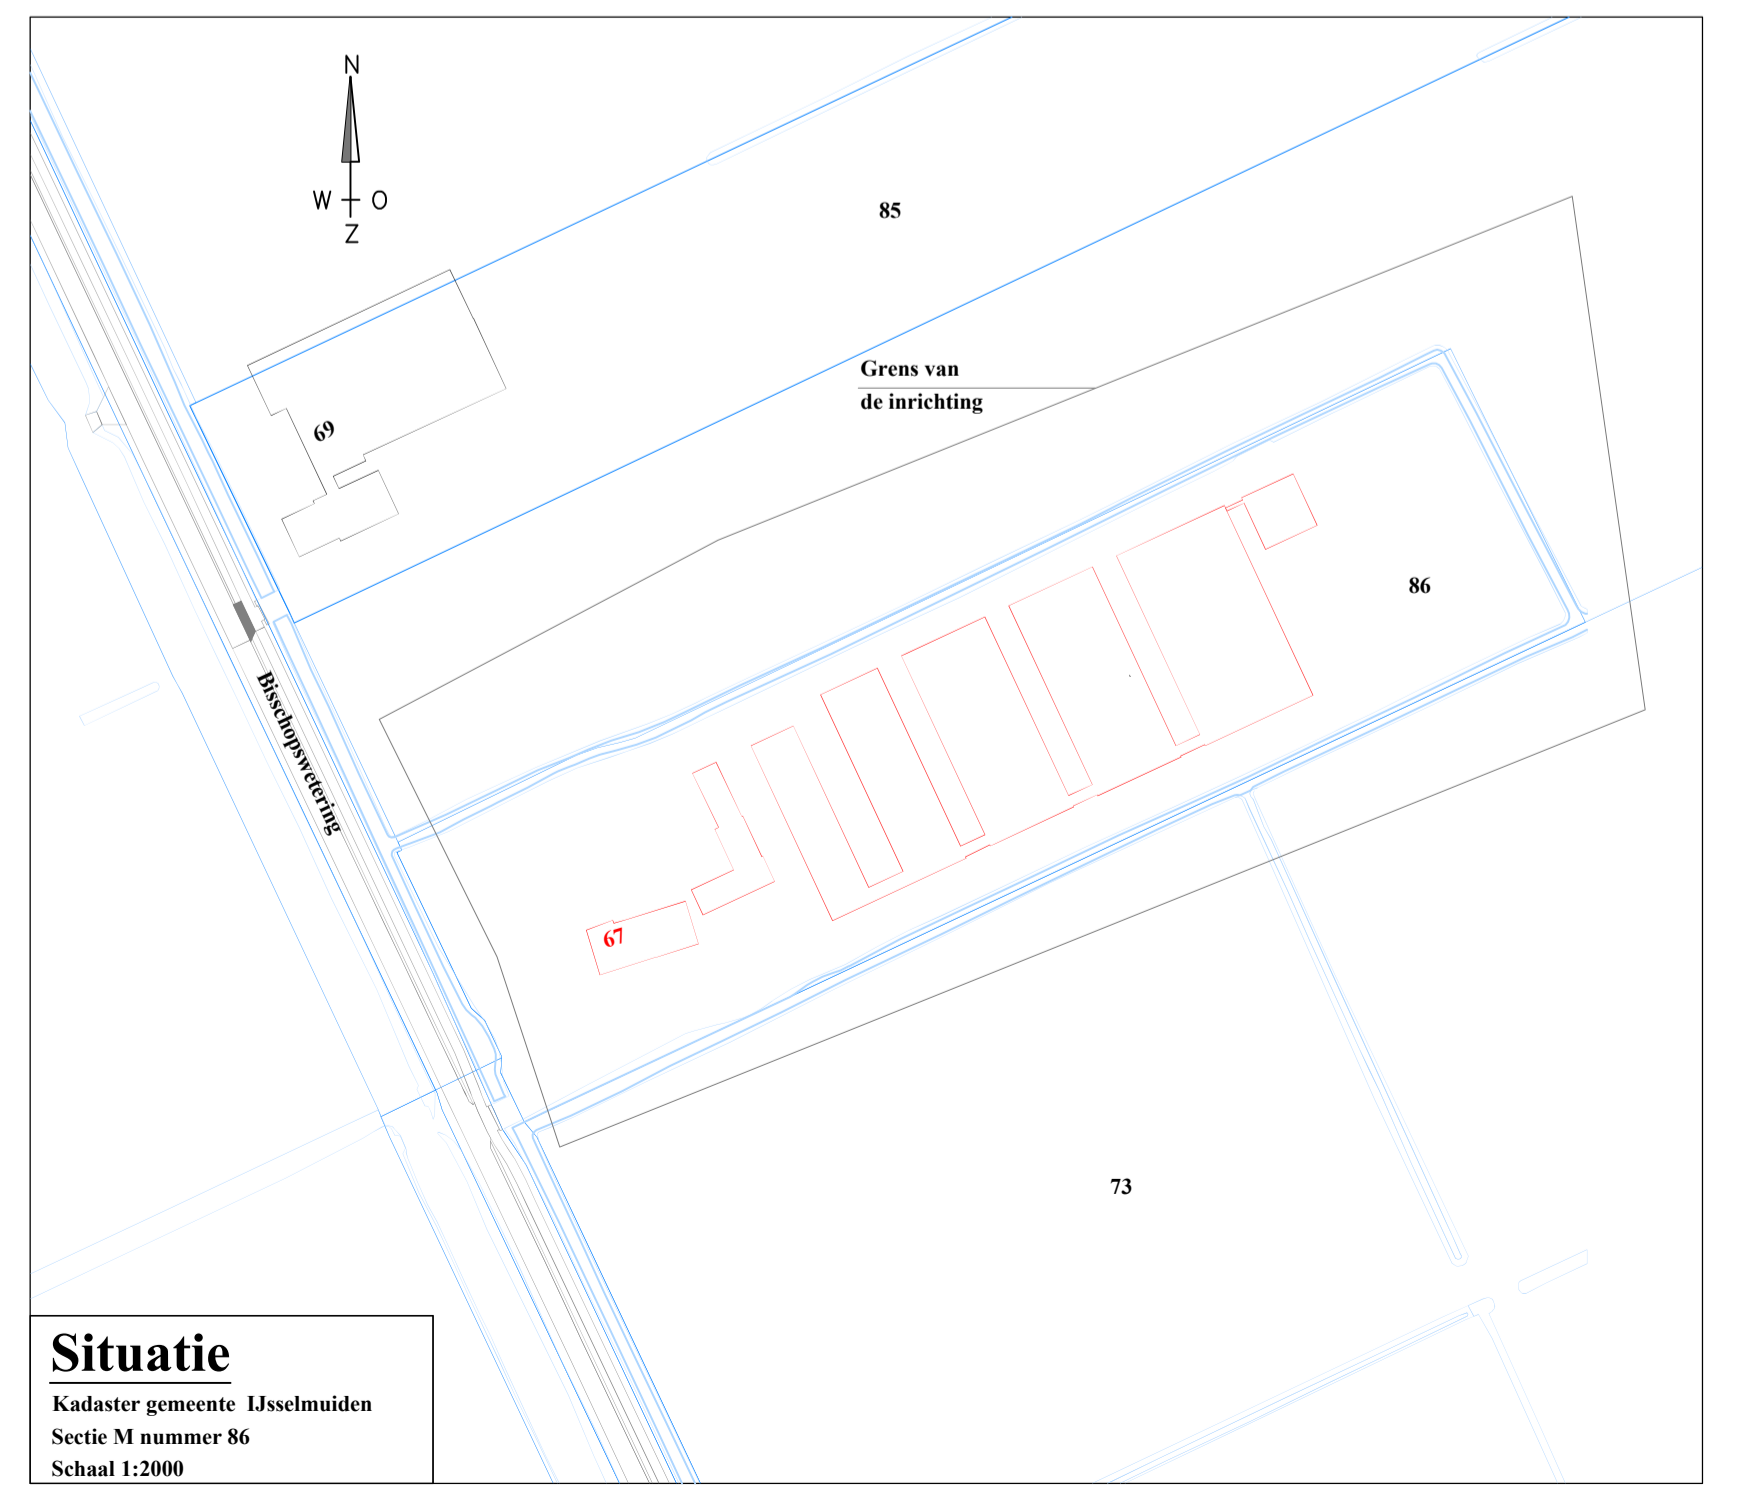 N
W O
Z
85
Grens van
de inrichting
69
86
Bisschopswetering
67
73
Situatie
Kadaster gemeente IJsselmuiden
Sectie M nummer 86
Schaal 1:2000